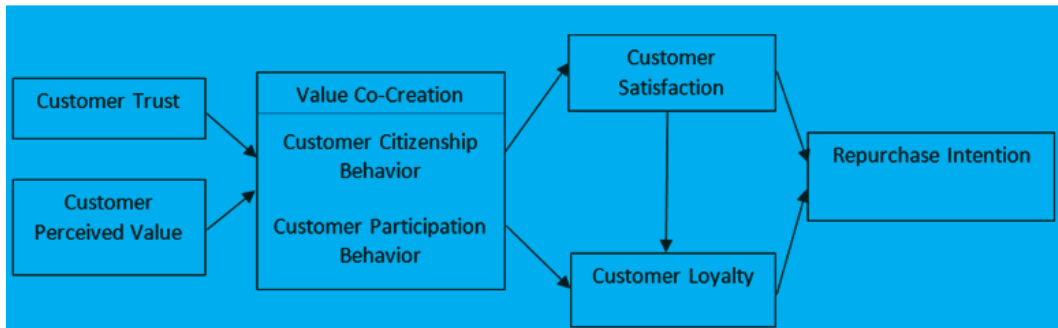 Customer Trust
Customer
Perceived Value
Value Co-Creation
Customer Citizenship
Behavior
Customer Participation
Behavior
Customer
Satisfaction
Customer Loyalty
Repurchase Intention